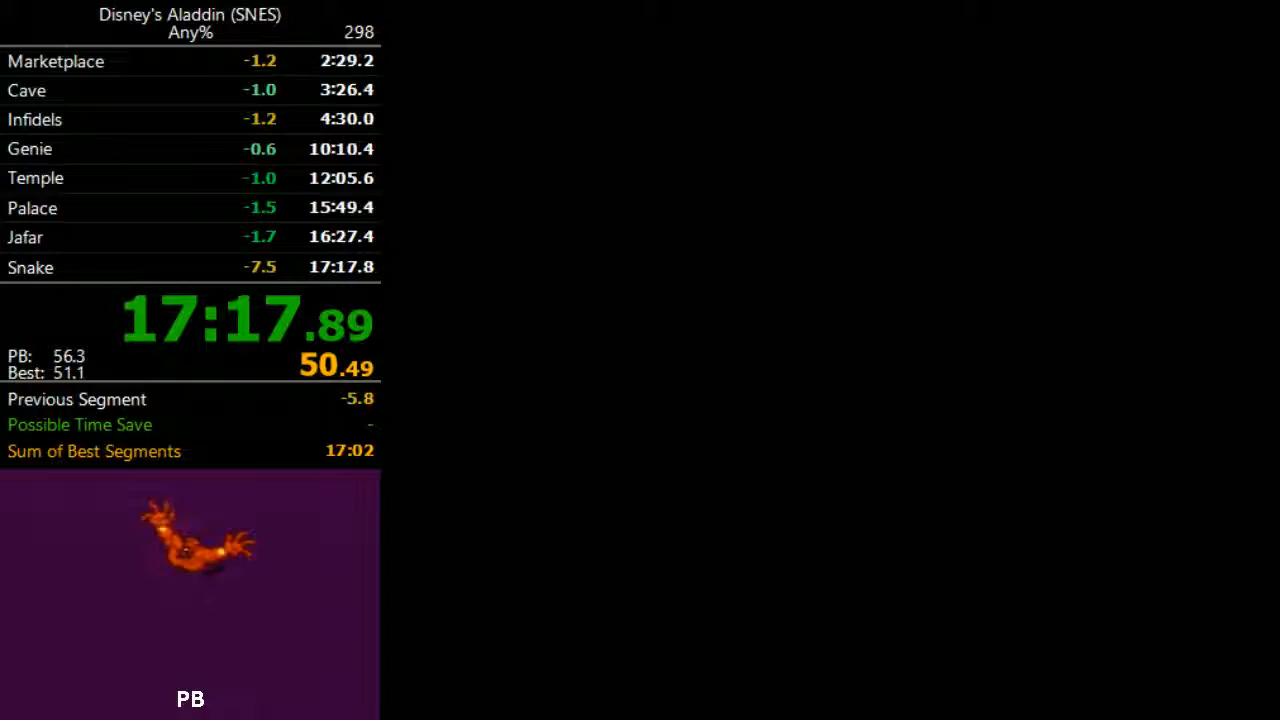 Disney's Aladdin (SNES)
Any% 298
Marketplace -1.2 2:29.2
Cave -1.0 3:26.4
Infidels -1.2 4:30.0
Genie -0.6 10:10.4
Temple -1.0 12:05.6
Palace -1.5 15:49.4
Jafar -1.7 16:27.4
Snake -7.5 17:17.8
17:17.89
PB: 56.3
Best: 51.1 50.49
Previous Segment -5.8
Possible Time Save -
Sum of Best Segments 17:02
PB